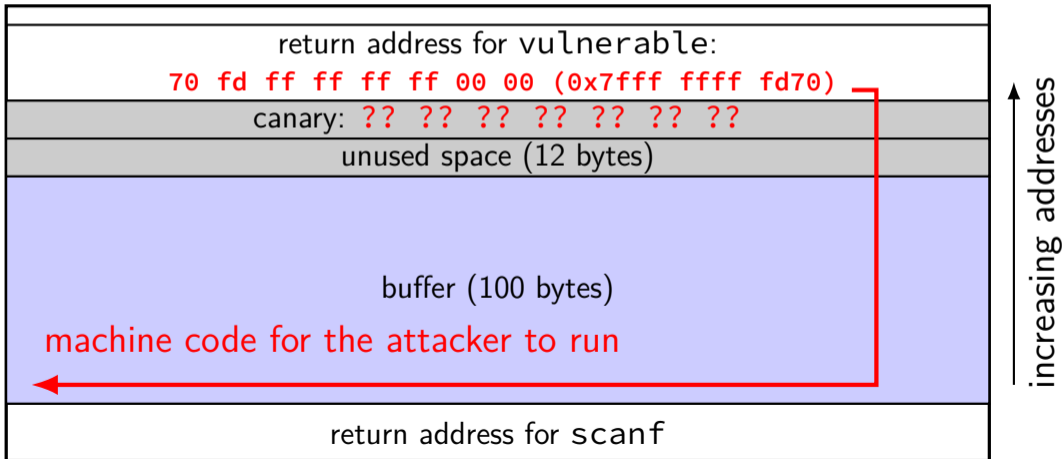 return address for vulnerable:
70 fd ff ff ff ff 00 00 (0x7fff ffff fd70)
canary: ?? ?? ?? ?? ?? ?? ??
unused space (12 bytes)
buffer (100 bytes)
machine code for the attacker to run
return address for scanf
increasing addresses